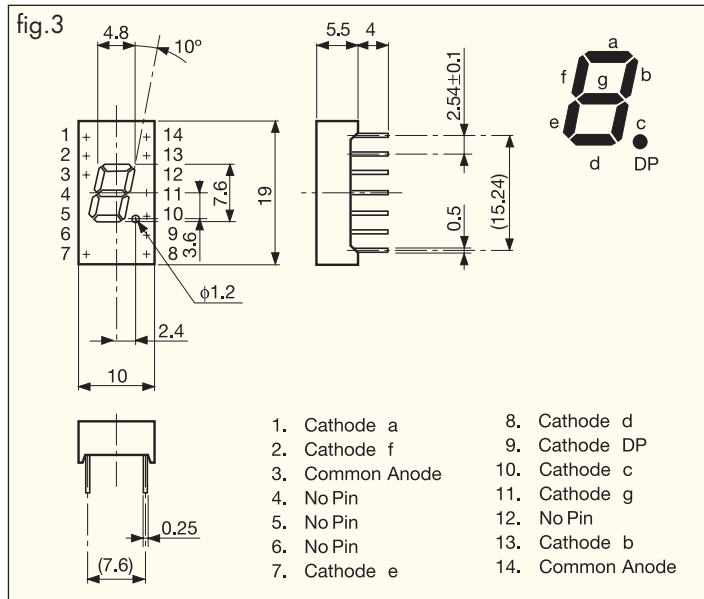 fig.3
4.8
10°
5.5
4
2.54±0.1
a
f
b
g
e
c
d
DP
1
14
2
13
3
12
4
11
5
10
6
9
7
8
7.6
3.6
19
0.5
(15.24)
φ1.2
2.4
10
0.25
(7.6)
1. Cathode a
2. Cathode f
3. Common Anode
4. No Pin
5. No Pin
6. No Pin
7. Cathode e
8. Cathode d
9. Cathode DP
10. Cathode c
11. Cathode g
12. No Pin
13. Cathode b
14. Common Anode